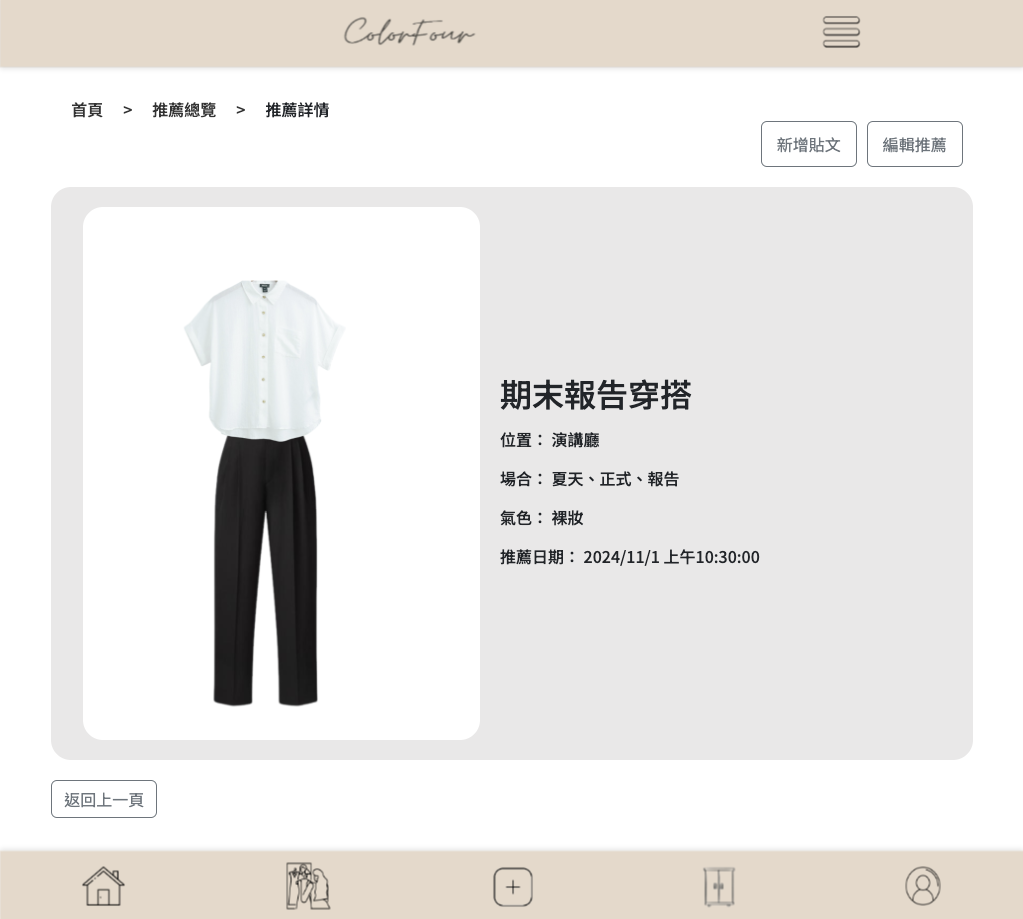 ColorFour
首頁 > 推薦總覽 > 推薦詳情
新增貼文 編輯推薦
期末報告穿搭
位置： 演講廳
場合： 夏天、正式、報告
氣色： 裸妝
推薦日期： 2024/11/1 上午10:30:00
返回上一頁